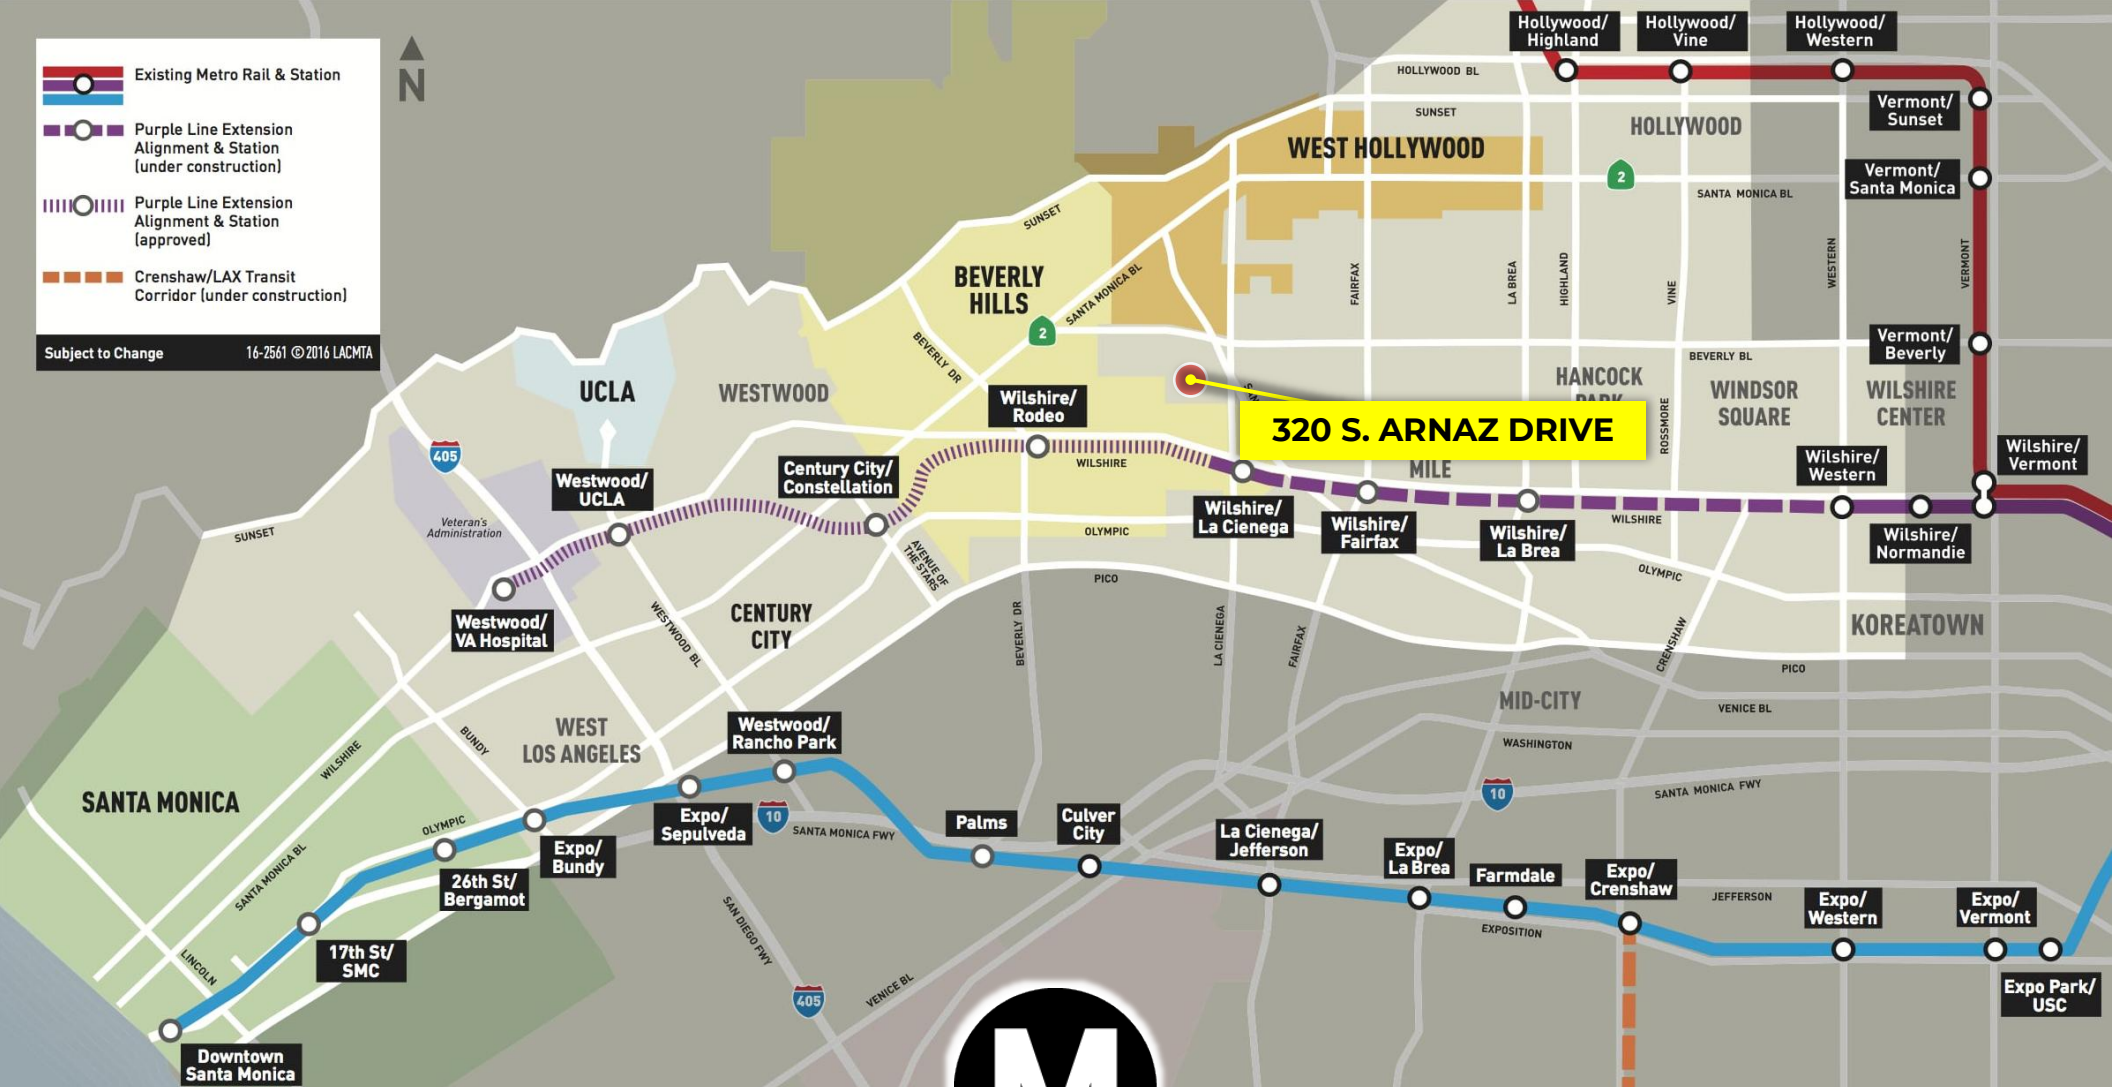 Existing Metro Rail & Station
Purple Line Extension
Alignment & Station
(under construction)
Purple Line Extension
Alignment & Station
(approved)
Crenshaw/LAX Transit
Corridor (under construction)
Subject to Change
16-2561 © 2016 LACMTA
N
Hollywood/
Highland
Hollywood/
Vine
Hollywood/
Western
HOLLYWOOD BL
SUNSET
Vermont/
Sunset
HOLLYWOOD
WEST HOLLYWOOD
2
Vermont/
Santa Monica
SANTA MONICA BL
SUNSET
BEVERLY
HILLS
SANTA MONICA BL
2
FAIRFAX
LA BREA
HIGHLAND
VINE
WESTERN
VERMONT
BEVERLY DR
Vermont/
Beverly
BEVERLY BL
UCLA
WESTWOOD
HANCOCK
WINDSOR
SQUARE
WILSHIRE
CENTER
Wilshire/
Rodeo
320 S. ARNAZ DRIVE
ROSSMORE
405
Century City/
Constellation
WILSHIRE
MILE
Wilshire/
Western
Wilshire/
Vermont
Westwood/
UCLA
Veteran's
Administration
SUNSET
OLYMPIC
Wilshire/
La Cienega
Wilshire/
Fairfax
Wilshire/
La Brea
WILSHIRE
Wilshire/
Normandie
AVENUE OF
THE STARS
PICO
OLYMPIC
Westwood/
VA Hospital
WESTWOOD BL
CENTURY
CITY
BEVERLY DR
LA CIENEGA
FAIRFAX
CRENSHAW
KOREATOWN
PICO
MID-CITY
VENICE BL
WASHINGTON
BUNDY
WEST
LOS ANGELES
Westwood/
Rancho Park
WILSHIRE
SANTA MONICA
10
SANTA MONICA FWY
OLYMPIC
Expo/
Sepulveda
10
SANTA MONICA FWY
Palms
Culver
City
La Cienega/
Jefferson
Expo/
La Brea
Farmdale
Expo/
Crenshaw
JEFFERSON
Expo/
Western
Expo/
Vermont
Expo/
Bundy
26th St/
Bergamot
SANTA MONICA BL
EXPOSITION
SAN DIEGO FWY
17th St/
SMC
LINCOLN
405
VENICE BL
Expo Park/
USC
Downtown
Santa Monica
M